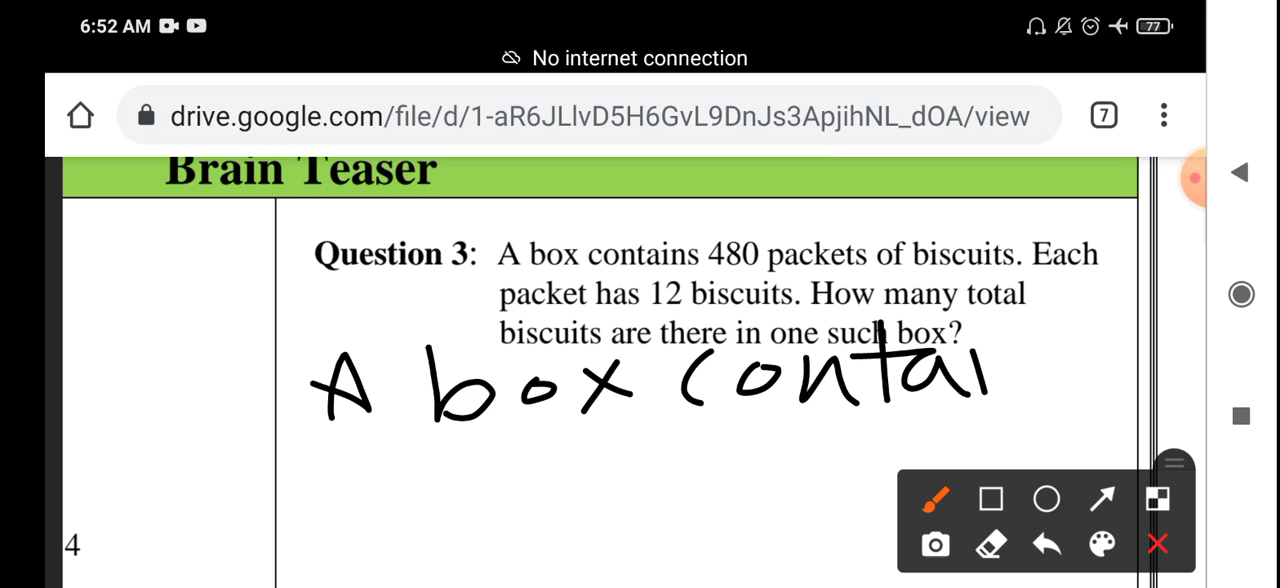 6:52 AM
77
No internet connection
drive.google.com/file/d/1-aR6JLlvD5H6GvL9DnJs3ApjihNL_dOA/view
7
Brain Teaser
Question 3: A box contains 480 packets of biscuits. Each
packet has 12 biscuits. How many total
biscuits are there in one such box?
A box contai
4